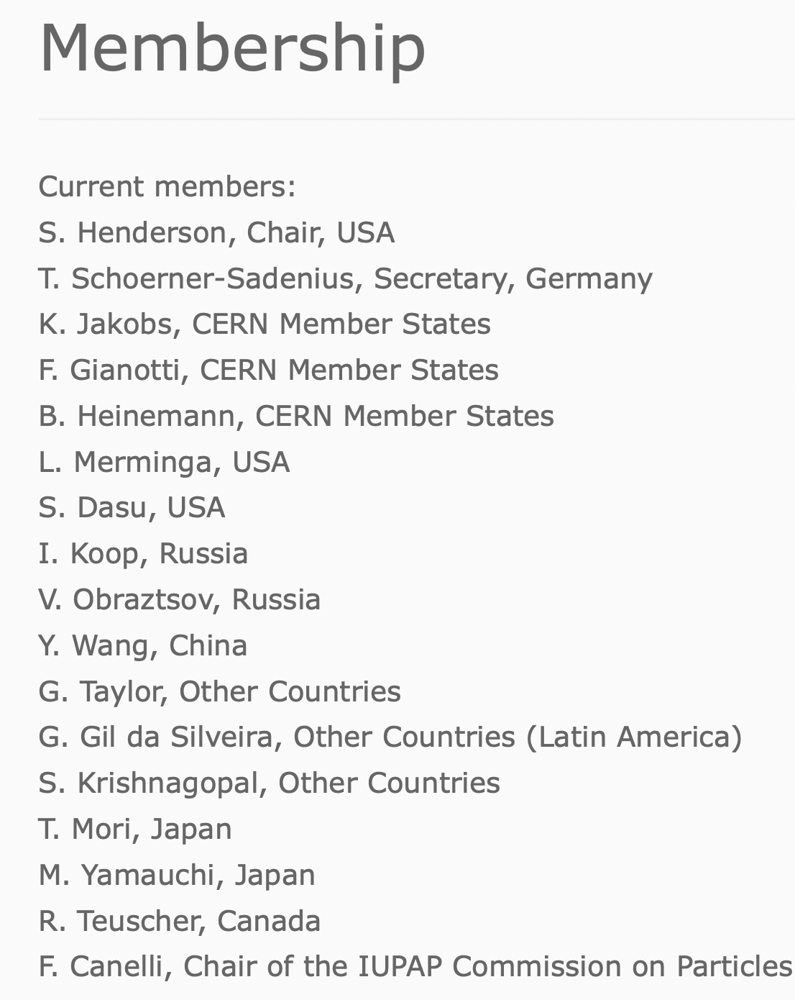 Membership
Current members:
S. Henderson, Chair, USA
T. Schoerner-Sadenius, Secretary, Germany
K. Jakobs, CERN Member States
F. Gianotti, CERN Member States
B. Heinemann, CERN Member States
L. Merminga, USA
S. Dasu, USA
I. Koop, Russia
V. Obraztsov, Russia
Y. Wang, China
G. Taylor, Other Countries
G. Gil da Silveira, Other Countries (Latin America)
S. Krishnagopal, Other Countries
T. Mori, Japan
M. Yamauchi, Japan
R. Teuscher, Canada
F. Canelli, Chair of the IUPAP Commission on Particles